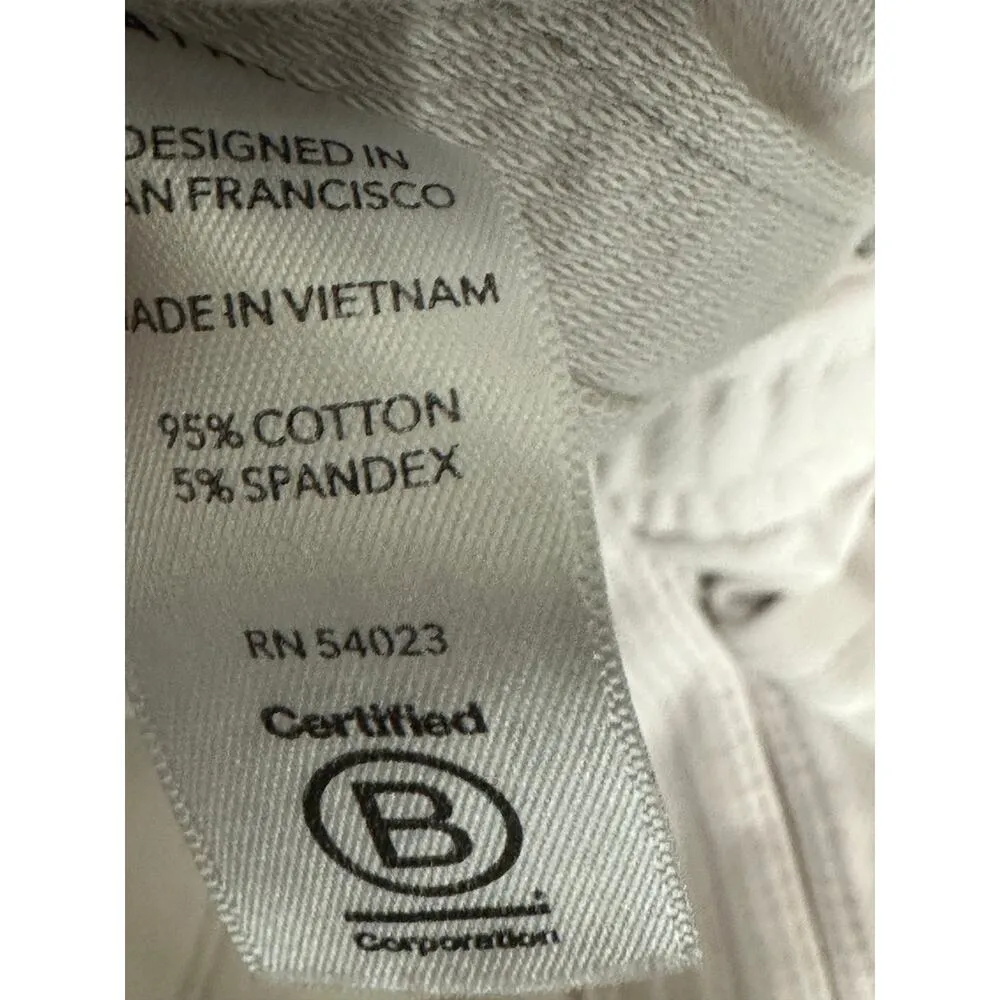 DESIGNED IN
AN FRANCISCO
ADE IN VIETNAM
95% COTTON
5% SPANDEX
RN 54023
Certified
B
Corporation